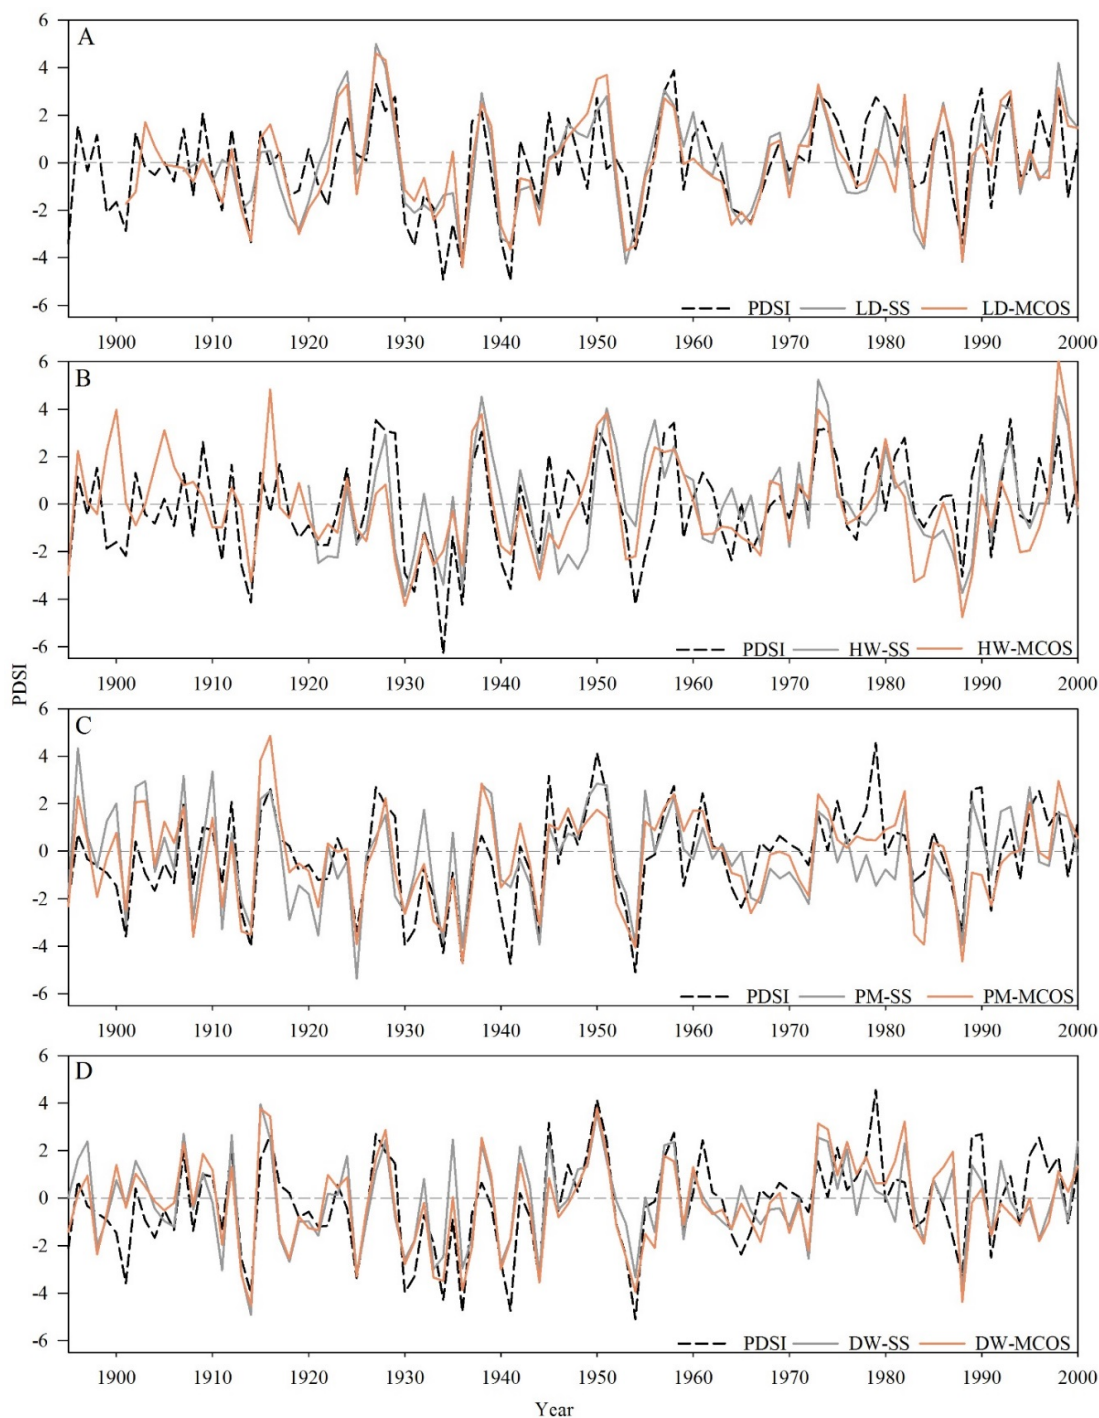 6
A
4
2
0
-2
-4
-6
PDSI LD-SS LD-MCOS
1900 1910 1920 1930 1940 1950 1960 1970 1980 1990 2000
6
B
4
2
0
-2
-4
-6
PDSI HW-SS HW-MCOS
1900 1910 1920 1930 1940 1950 1960 1970 1980 1990 2000
PDSI
6
C
4
2
0
-2
-4
-6
PDSI PM-SS PM-MCOS
1900 1910 1920 1930 1940 1950 1960 1970 1980 1990 2000
6
D
4
2
0
-2
-4
-6
PDSI DW-SS DW-MCOS
1900 1910 1920 1930 1940 1950 1960 1970 1980 1990 2000
Year